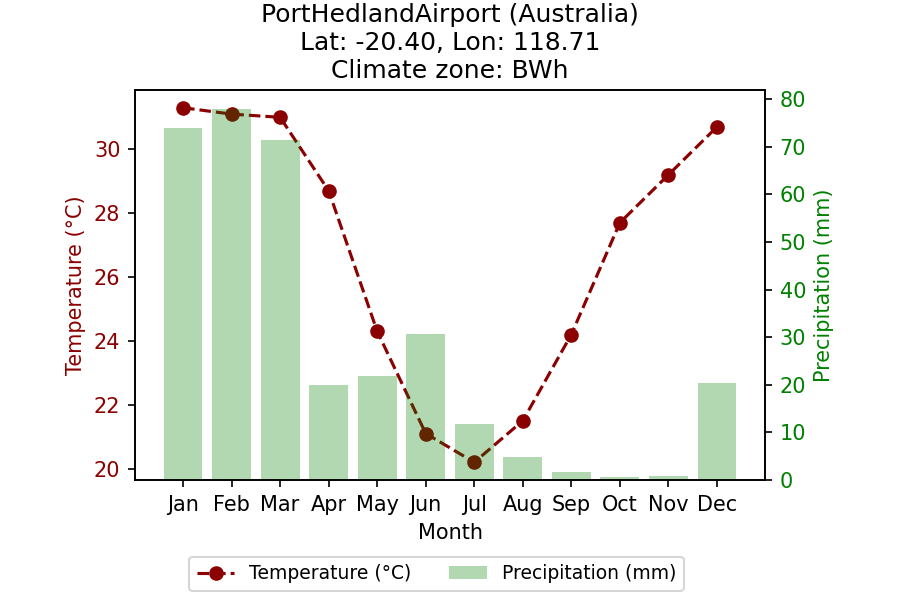 PortHedlandAirport (Australia)
Lat: -20.40, Lon: 118.71
Climate zone: BWh
Temperature (°C)
30
28
26
24
22
20
80
70
60
50
40
30
20
10
0
Precipitation (mm)
Jan Feb Mar Apr May Jun Jul Aug Sep Oct Nov Dec
Month
Temperature (°C) Precipitation (mm)